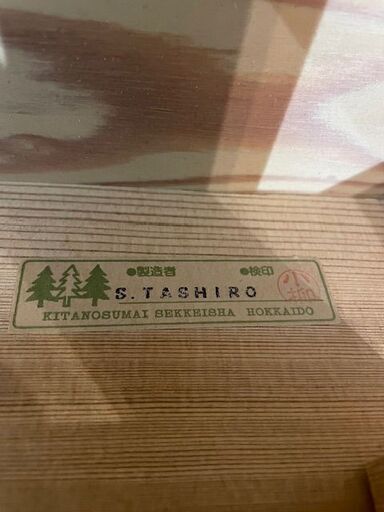 ●製造者 ●検印
S. TASHIRO
KITANOSUMAI SEKKEISHA HOKKAIDO